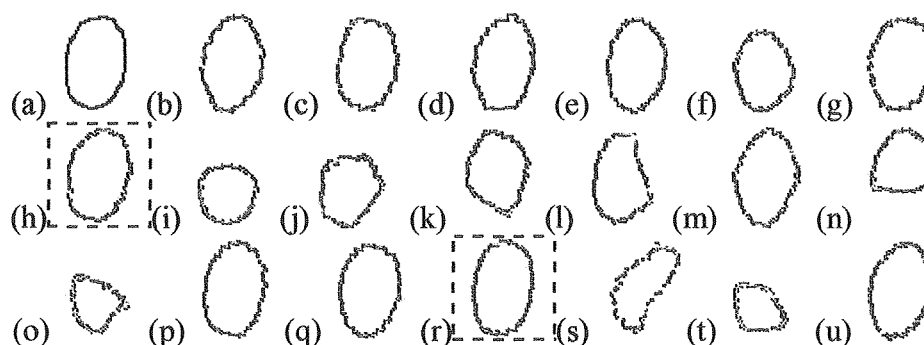 (a) (b) (c) (d) (e) (f) (g)
(h) (i) (j) (k) (l) (m) (n)
(o) (p) (q) (r) (s) (t) (u)